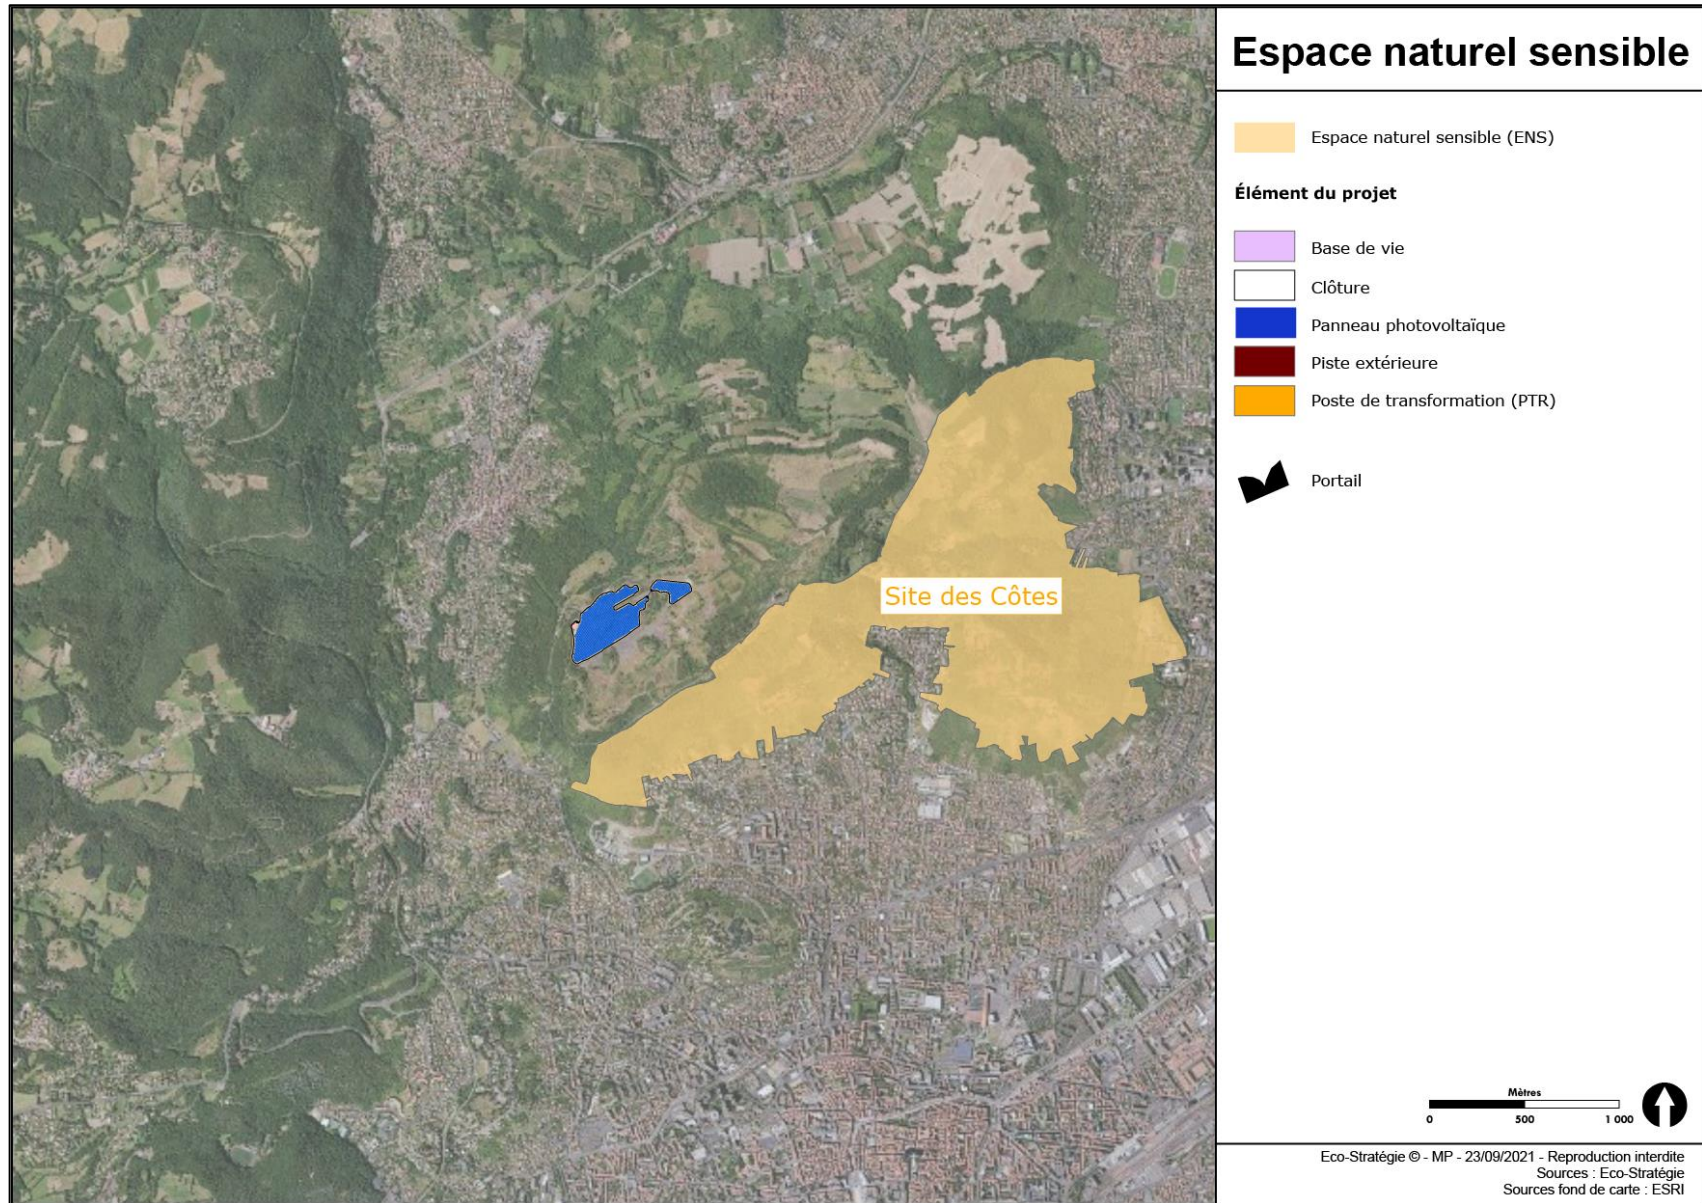 Espace naturel sensible
Espace naturel sensible (ENS)
Élément du projet
Base de vie
Clôture
Panneau photovoltaïque
Piste extérieure
Poste de transformation (PTR)
Portail
Site des Côtes
Mètres
0 500 1 000
Eco-Stratégie © - MP - 23/09/2021 - Reproduction interdite
Sources : Eco-Stratégie
Sources fond de carte : ESRI